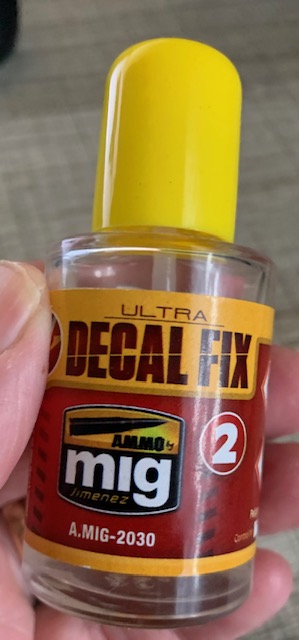 ULTRA
DECAL FIX
2
AMMO by
mig
Jimenez
A.MIG-2030